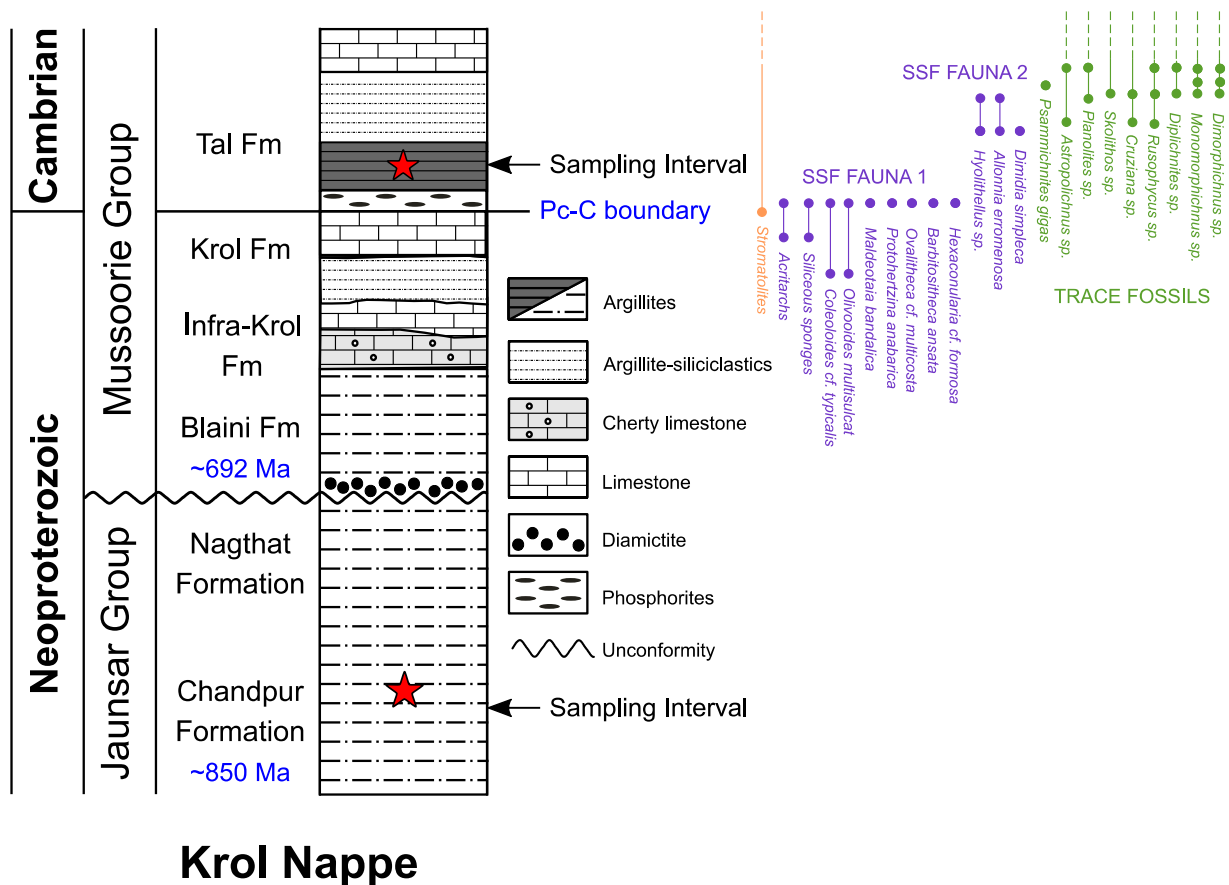 Cambrian
Neoproterozoic
Mussoorie Group
Jaunsar Group
Tal Fm
Krol Fm
Infra-Krol
Fm
Blaini Fm
~692 Ma
Nagthat
Formation
Chandpur
Formation
~850 Ma
Sampling Interval
Pc-C boundary
Sampling Interval
Argillites
Argillite-siliciclastics
Cherty limestone
Limestone
Diamictite
Phosphorites
Unconformity
SSF FAUNA 1
SSF FAUNA 2
TRACE FOSSILS
Stromatolites
Acritarchs
Siliceous sponges
Coleoloides cf. typicalis
Olivooides multisulcat
Maldeotaia bandalica
Protohertzina anabarica
Ovalitheca cf. multicosta
Barbitositheca ansata
Hexaconularia cf. formosa
Hyolithellus sp.
Allonnia erromenosa
Dimidia simpleca
Psammichnites gigas
Astropolichnus sp.
Planolites sp.
Skolithos sp.
Cruziana sp.
Rusophycus sp.
Diplichnites sp.
Monomorphichnus sp.
Dimorphichnus sp.
Krol Nappe